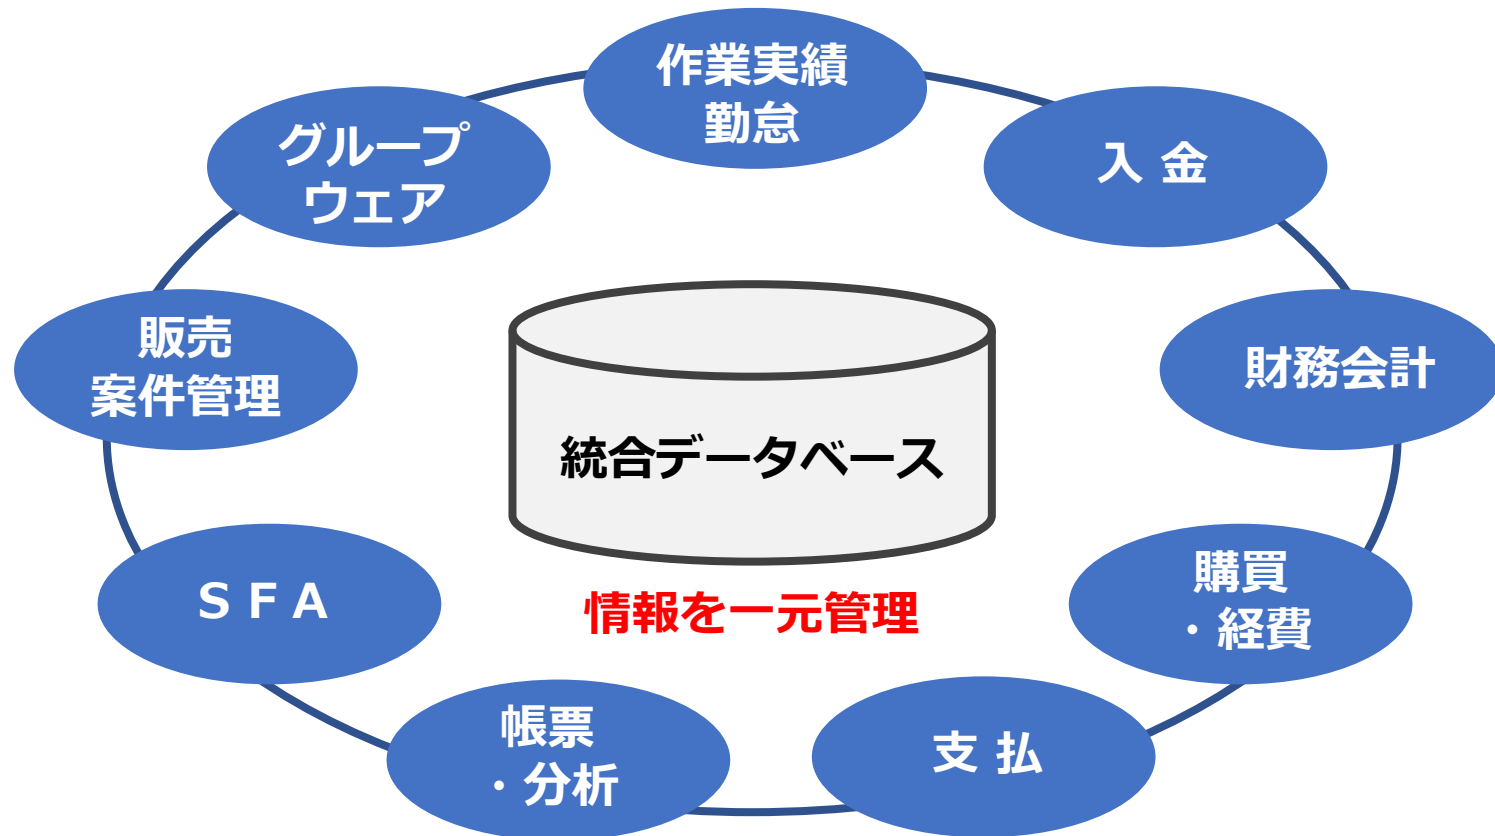 作業実績
勤怠
グループ
ウェア
入 金
販売
案件管理
財務会計
統合データベース
購買
・経費
ＳＦＡ
情報を一元管理
帳票
・分析
支 払